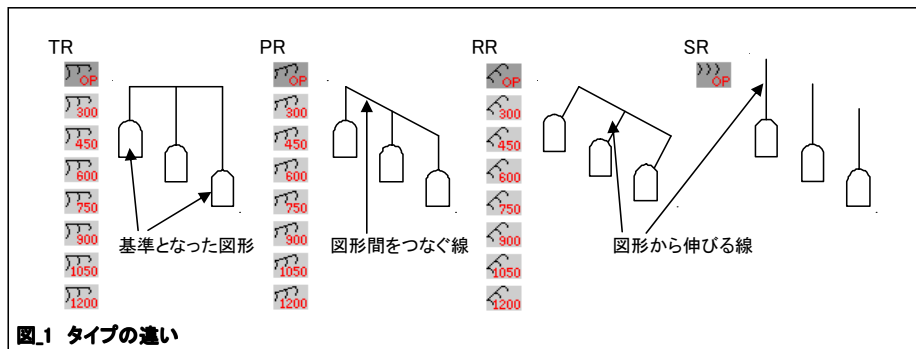 TR PR RR SR
OP OP OP OP
300 300 300
450 450 450
600 600 600
750 750 750
900 900 900
1050 1050 1050
1200 1200 1200
基準となった図形 図形間をつなぐ線 図形から伸びる線
図_1 タイプの違い